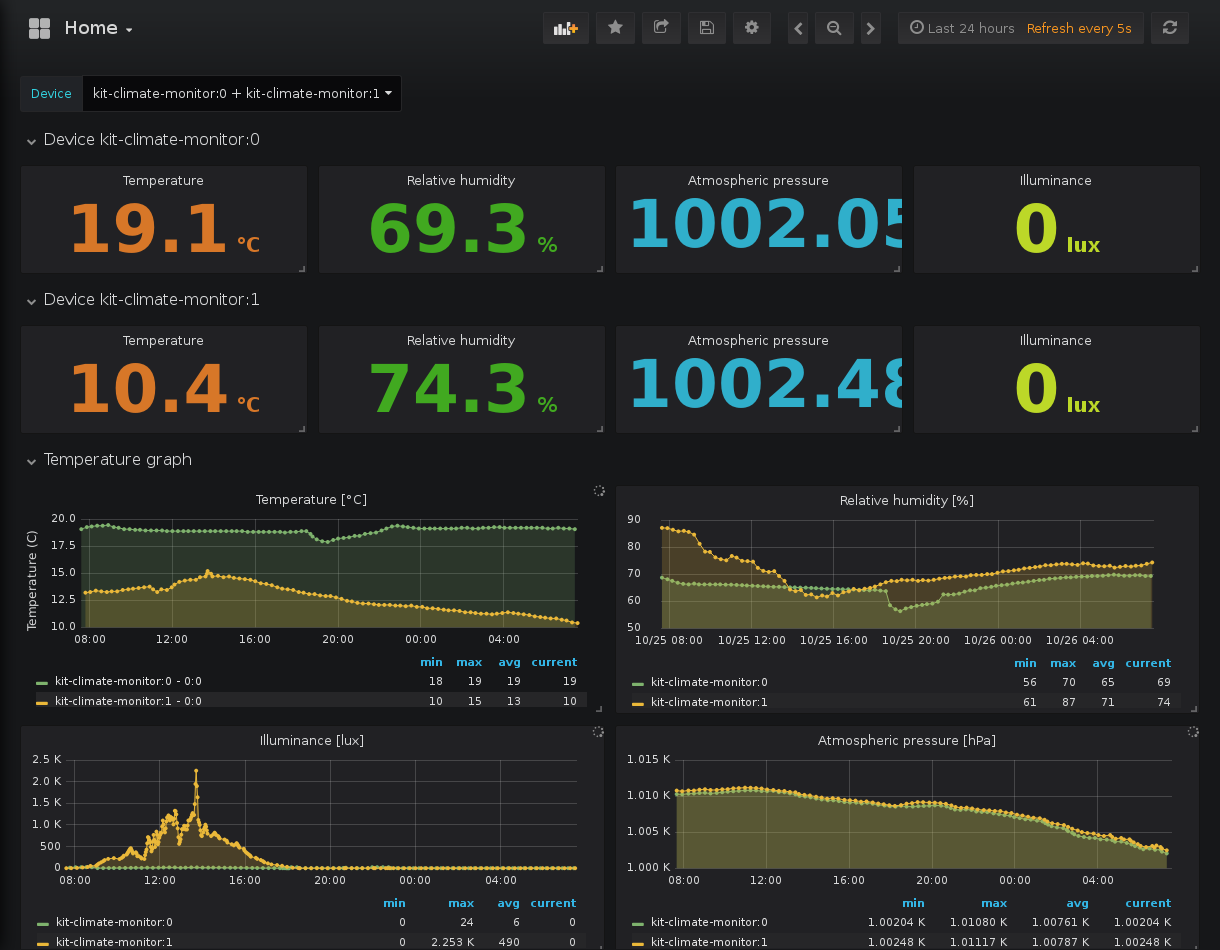 Home
Last 24 hours Refresh every 5s
Device kit-climate-monitor:0 + kit-climate-monitor:1
Device kit-climate-monitor:0
Temperature Relative humidity Atmospheric pressure Illuminance
19.1 °C 69.3 % 1002.05 0 lux
Device kit-climate-monitor:1
Temperature Relative humidity Atmospheric pressure Illuminance
10.4 °C 74.3 % 1002.48 0 lux
Temperature graph
Temperature [°C]
Temperature (C)
20.0
17.5
15.0
12.5
10.0
08:00 12:00 16:00 20:00 00:00 04:00
min max avg current
kit-climate-monitor:0 - 0:0 18 19 19 19
kit-climate-monitor:1 - 0:0 10 15 13 10
Relative humidity [%]
90
80
70
60
50
10/25 08:00 10/25 12:00 10/25 16:00 10/25 20:00 10/26 00:00 10/26 04:00
min max avg current
kit-climate-monitor:0 56 70 65 69
kit-climate-monitor:1 61 87 71 74
Illuminance [lux]
2.5 K
2.0 K
1.5 K
1.0 K
500
0
08:00 12:00 16:00 20:00 00:00 04:00
min max avg current
kit-climate-monitor:0 0 24 6 0
kit-climate-monitor:1 0 2.253 K 490 0
Atmospheric pressure [hPa]
1.015 K
1.010 K
1.005 K
1.000 K
08:00 12:00 16:00 20:00 00:00 04:00
min max avg current
kit-climate-monitor:0 1.00204 K 1.01080 K 1.00761 K 1.00204 K
kit-climate-monitor:1 1.00248 K 1.01117 K 1.00787 K 1.00248 K